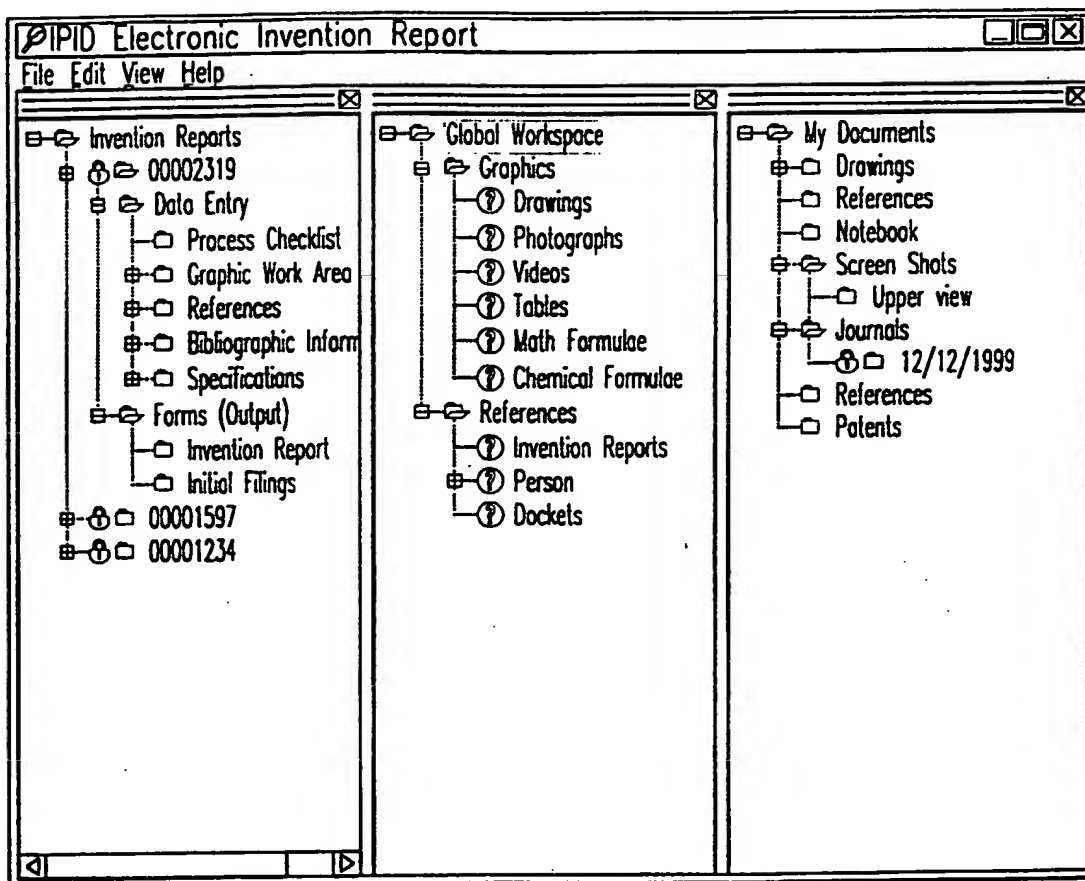 IPID Electronic Invention Report
File Edit View Help
Invention Reports
00002319
Data Entry
Process Checklist
Graphic Work Area
References
Bibliographic Inform
Specifications
Forms (Output)
Invention Report
Initial Filings
00001597
00001234
Global Workspace
Graphics
Drawings
Photographs
Videos
Tables
Math Formulae
Chemical Formulae
References
Invention Reports
Person
Dockets
My Documents
Drawings
References
Notebook
Screen Shots
Upper view
Journals
12/12/1999
References
Patents